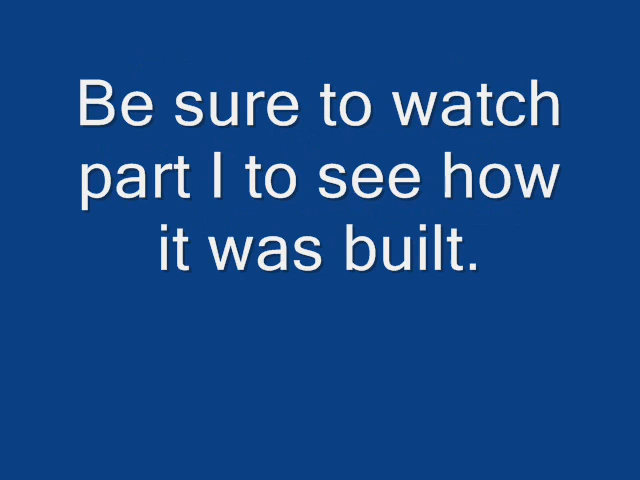 Be sure to watch
part I to see how
it was built.